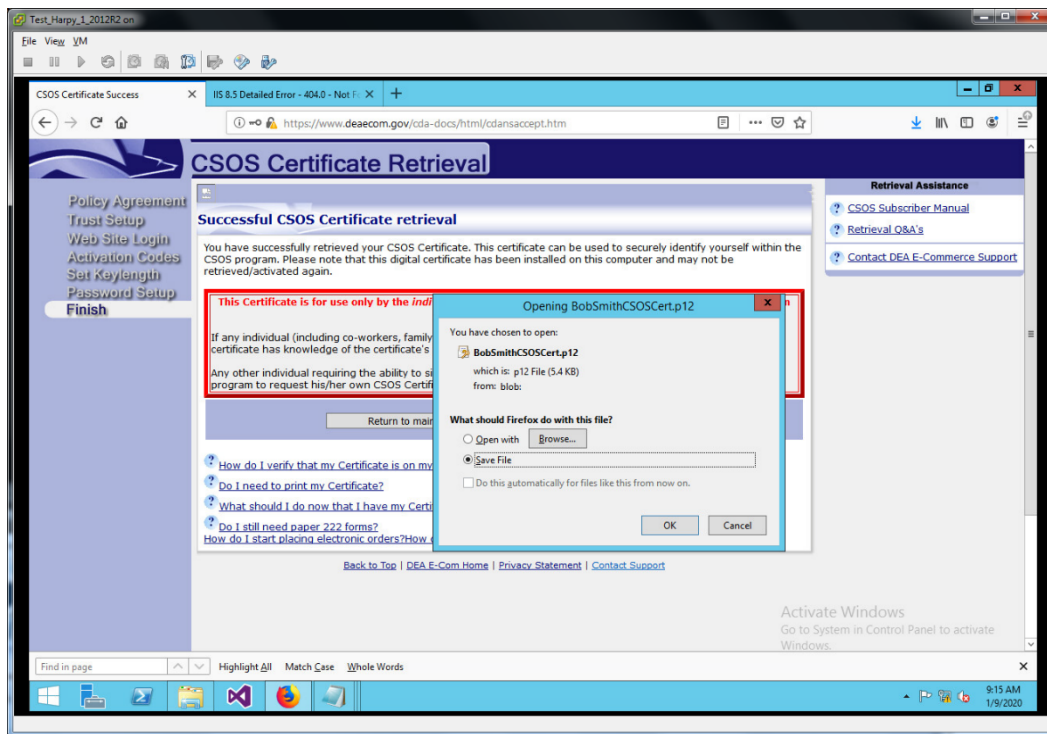 Test_Harpy_1_2012R2 on
File View VM
CSOS Certificate Success
IIS 8.5 Detailed Error - 404.0 - Not F
https://www.deaecom.gov/cda-docs/html/cdansaccept.htm
CSOS Certificate Retrieval
Policy Agreement
Trust Setup
Web Site Login
Activation Codes
Set Keylength
Password Setup
Finish
Successful CSOS Certificate retrieval
You have successfully retrieved your CSOS Certificate. This certificate can be used to securely identify yourself within the
CSOS program. Please note that this digital certificate has been installed on this computer and may not be
retrieved/activated again.
This Certificate is for use only by the indi
n
If any individual (including co-workers, family
certificate has knowledge of the certificate's
Any other individual requiring the ability to si
program to request his/her own CSOS Certif
Return to main
How do I verify that my Certificate is on my
Do I need to print my Certificate?
What should I do now that I have my Certi
Do I still need paper 222 forms?
How do I start placing electronic orders?How
Back to Top | DEA E-Com Home | Privacy Statement | Contact Support
Retrieval Assistance
CSOS Subscriber Manual
Retrieval Q&A's
Contact DEA E-Commerce Support
Opening BobSmithCSOSCert.p12
You have chosen to open:
BobSmithCSOSCert.p12
which is: p12 File (5.4 KB)
from: blob:
What should Firefox do with this file?
Open with Browse...
Save File
Do this automatically for files like this from now on.
OK Cancel
Activate Windows
Go to System in Control Panel to activate
Windows.
Find in page Highlight All Match Case Whole Words
9:15 AM
1/9/2020